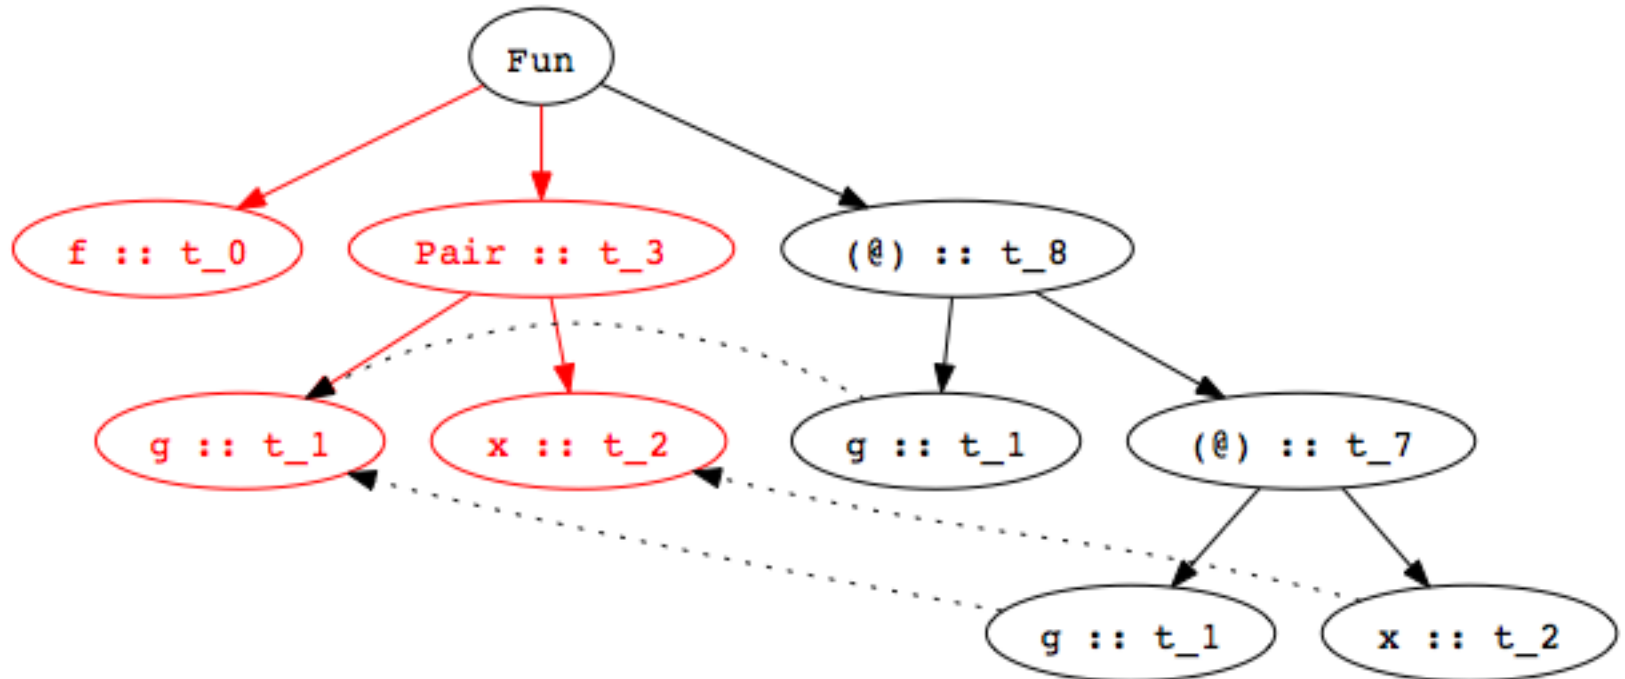 Fun
f :: t_0
Pair :: t_3
(@) :: t_8
g :: t_1
x :: t_2
g :: t_1
(@) :: t_7
g :: t_1
x :: t_2